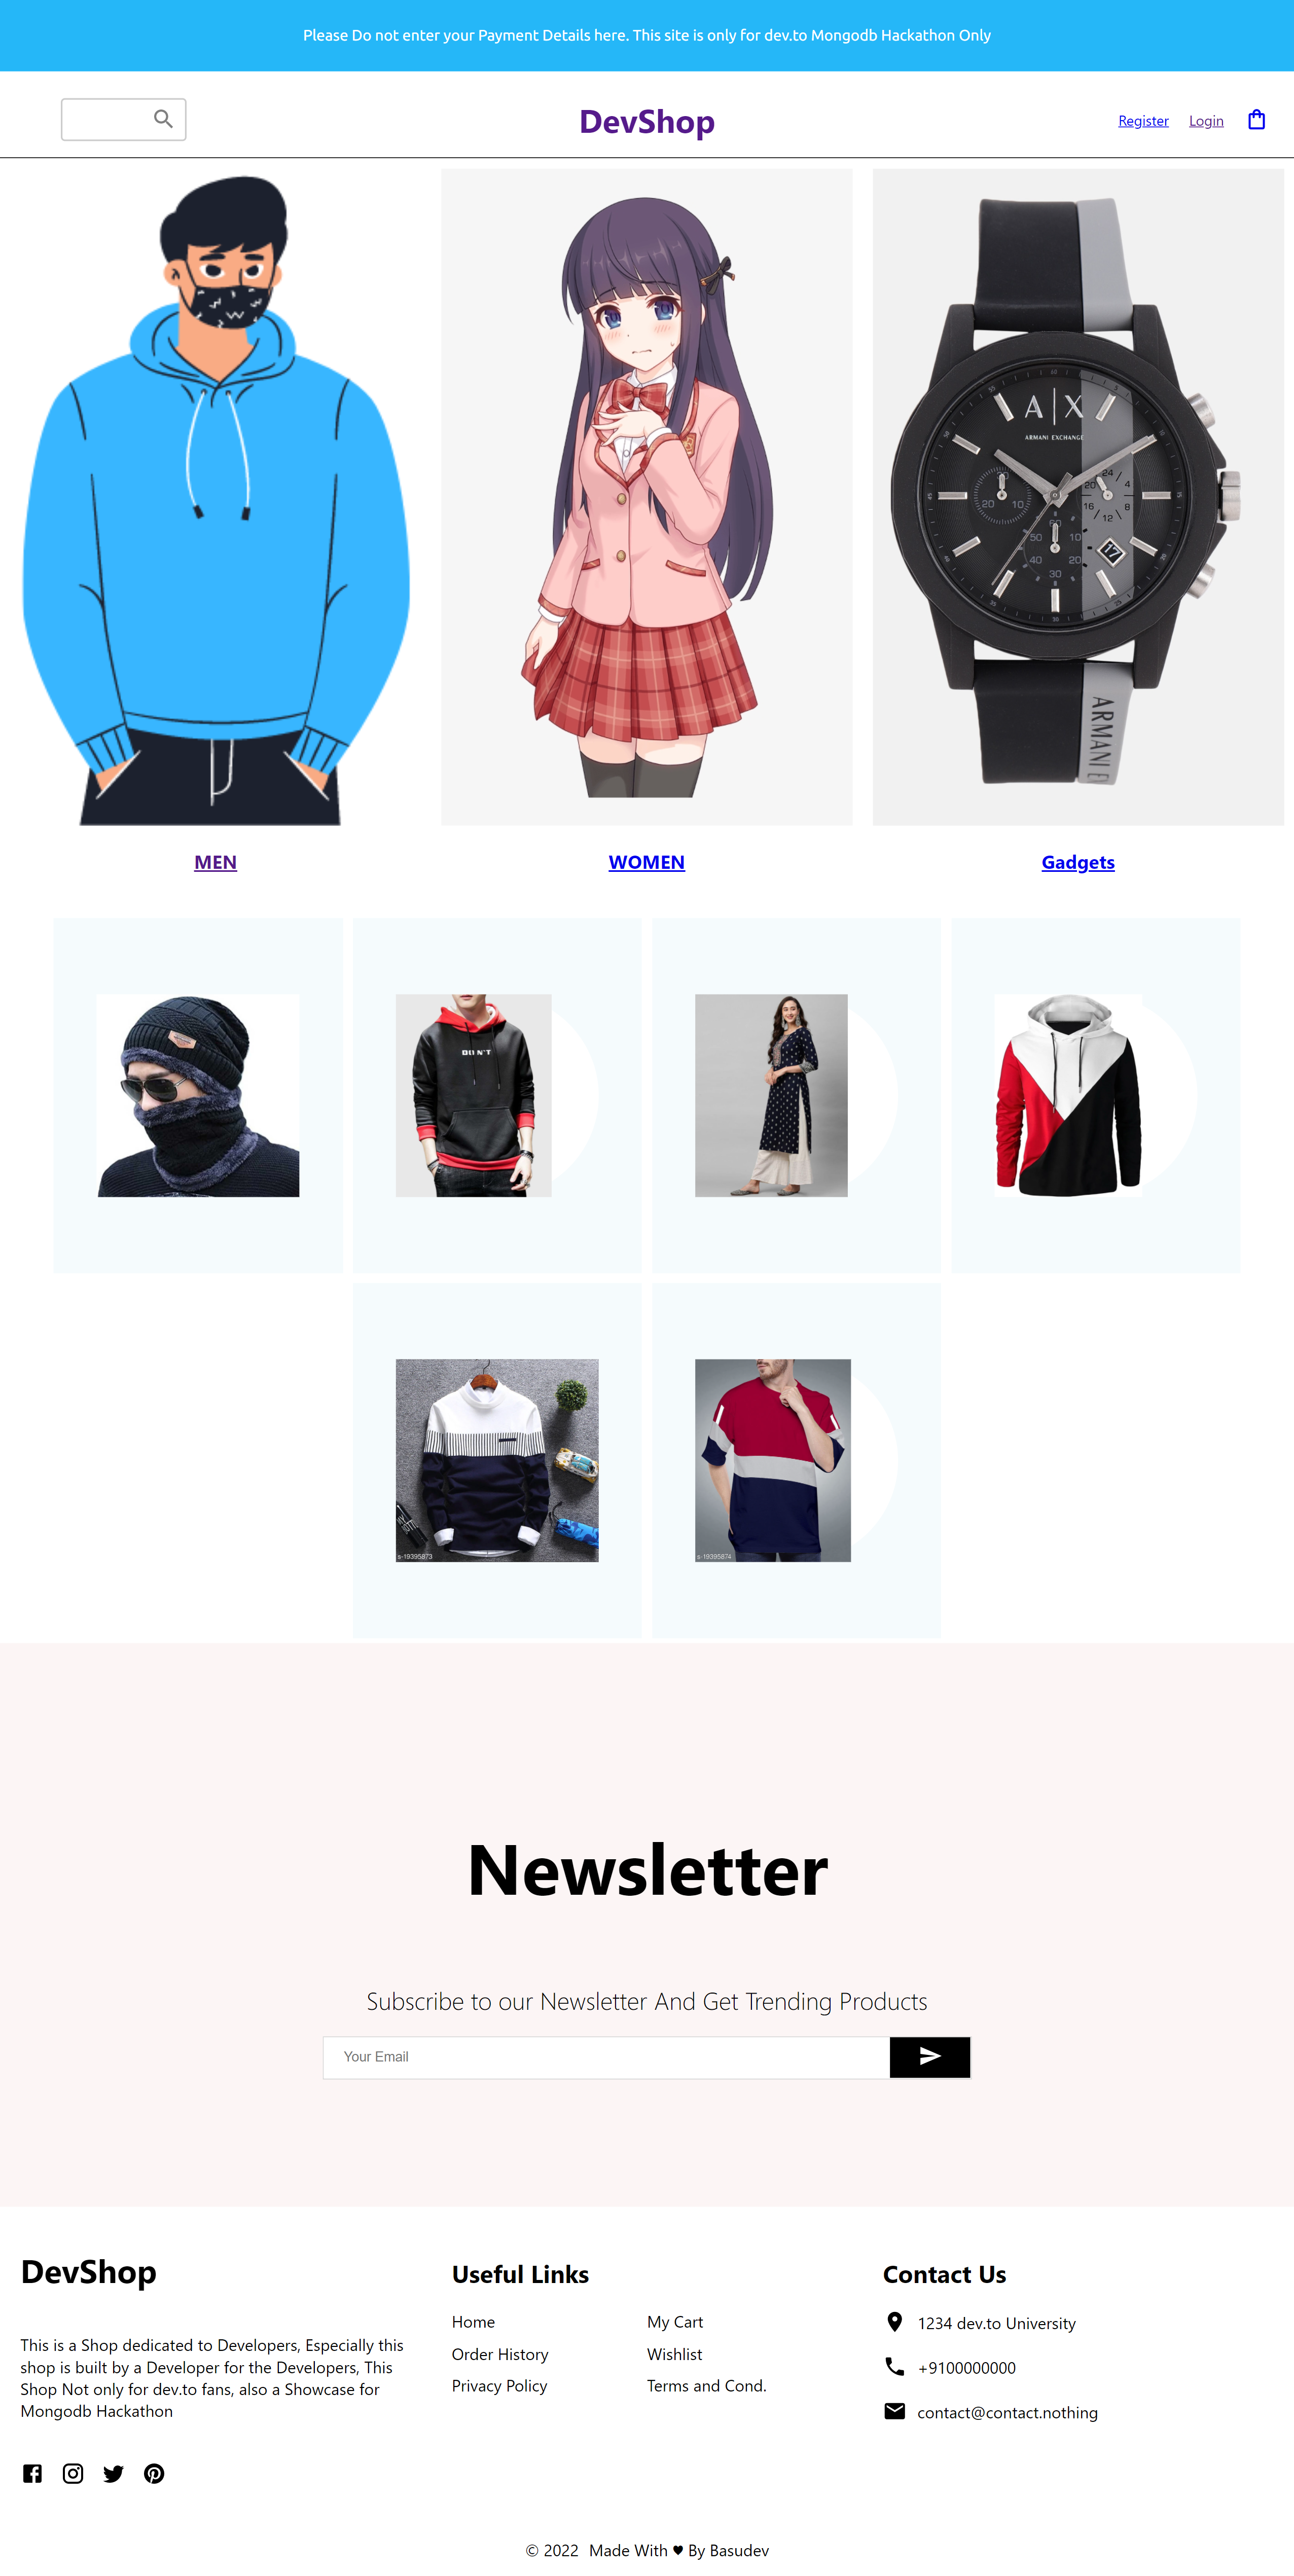 Please Do not enter your Payment Details here. This site is only for dev.to Mongodb Hackathon Only
DevShop
Register Login
A|X
ARMANI EXCHANGE
17
ARMANI E
MEN
WOMEN
Gadgets
s-19395873
s-19395874
Newsletter
Subscribe to our Newsletter And Get Trending Products
Your Email
DevShop
This is a Shop dedicated to Developers, Especially this
shop is built by a Developer for the Developers, This
Shop Not only for dev.to fans, also a Showcase for
Mongodb Hackathon
Useful Links
Home My Cart
Order History Wishlist
Privacy Policy Terms and Cond.
Contact Us
1234 dev.to University
+9100000000
contact@contact.nothing
© 2022 Made With ♥ By Basudev